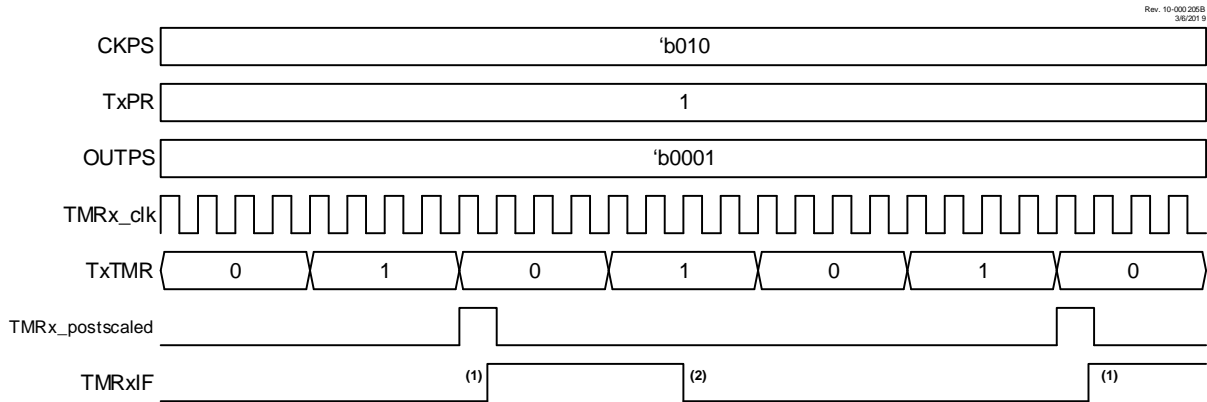 Rev. 10-000205B
3/6/2019
CKPS ‘b010
TxPR 1
OUTPS ‘b0001
TMRx_clk
TxTMR 0 1 0 1 0 1 0
TMRx_postscaled
TMRxIF (1) (2) (1)